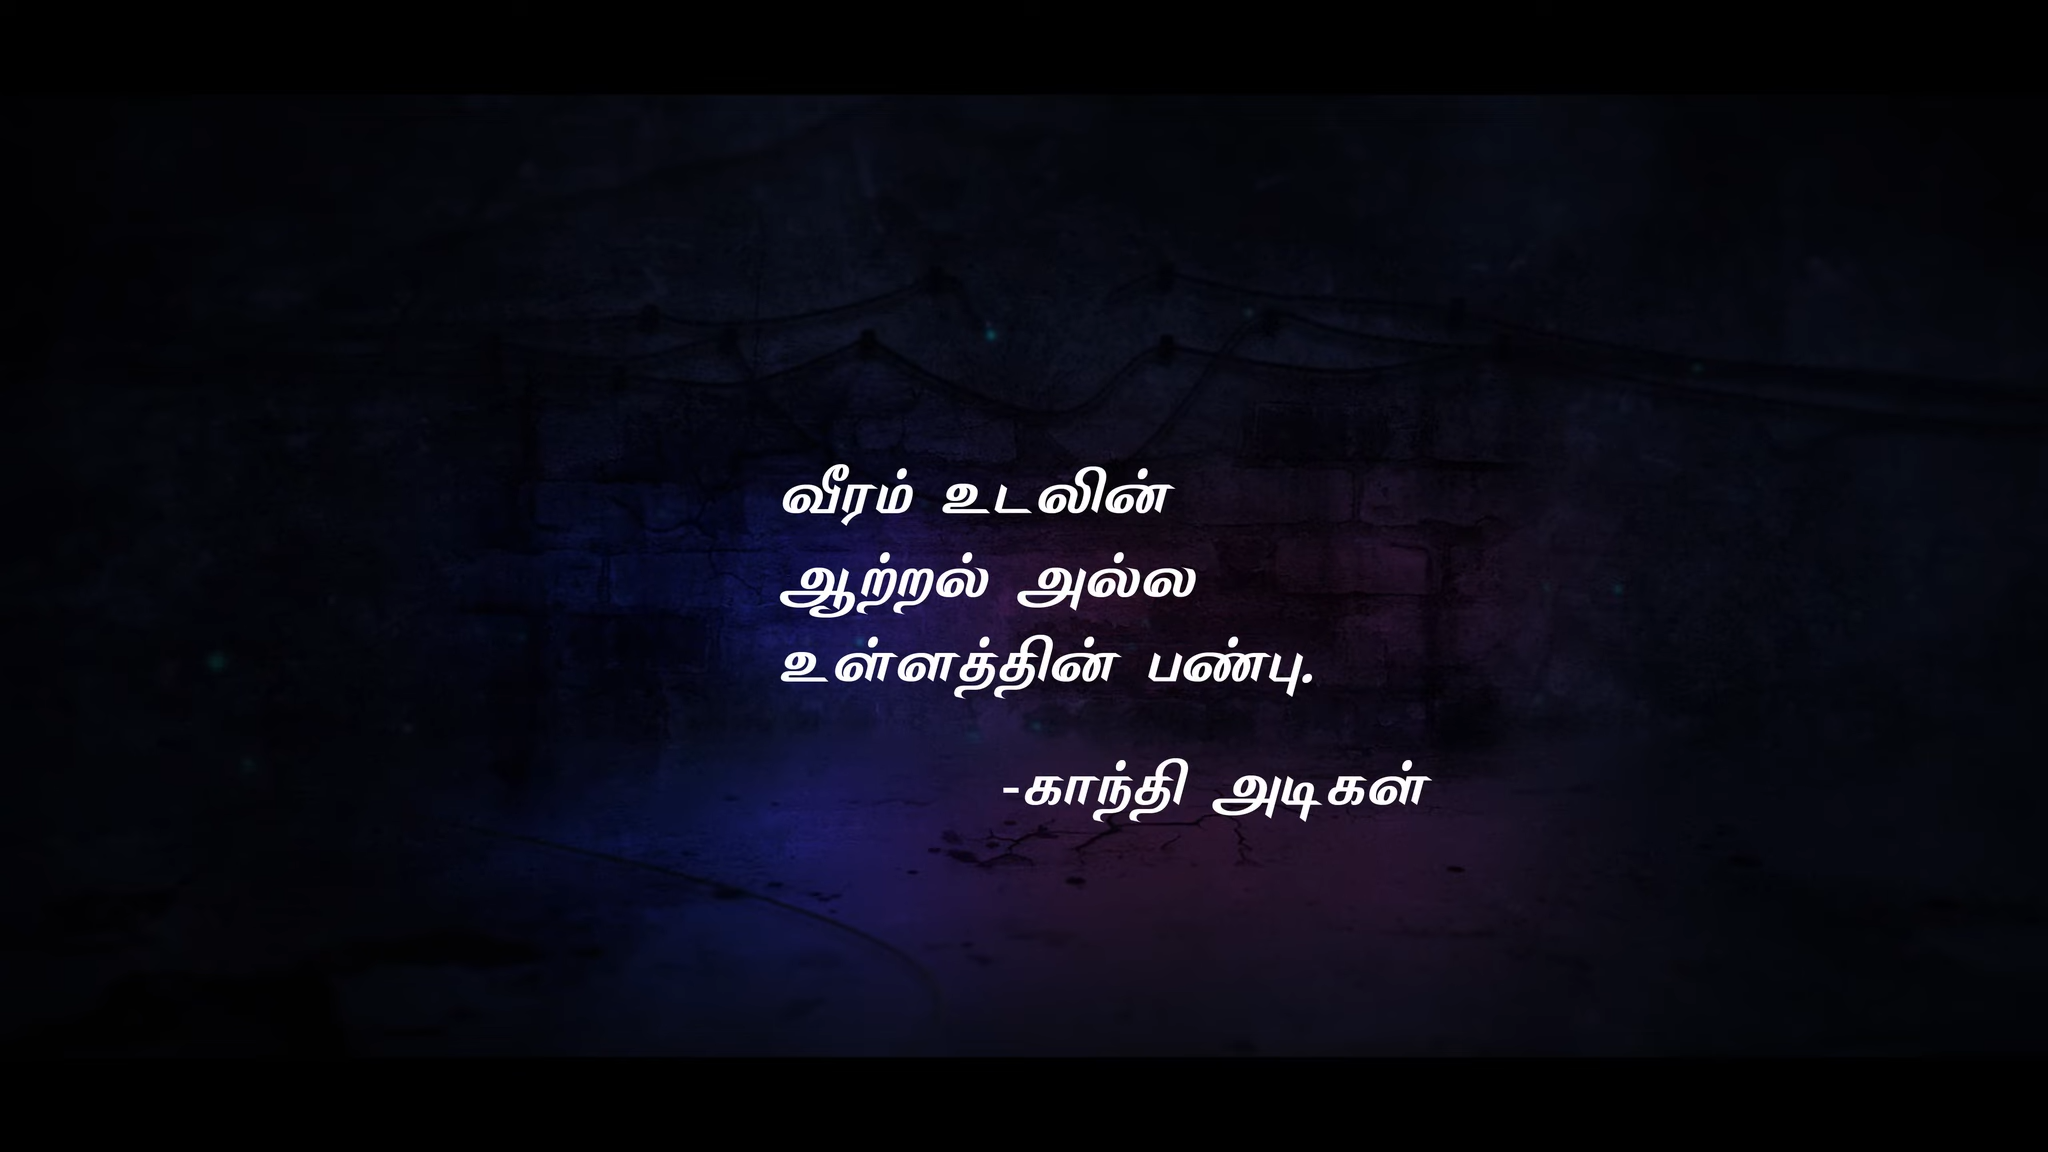 வீரம் உடலின்
ஆற்றல் அல்ல
உள்ளத்தின் பண்பு.
-காந்தி அடிகள்